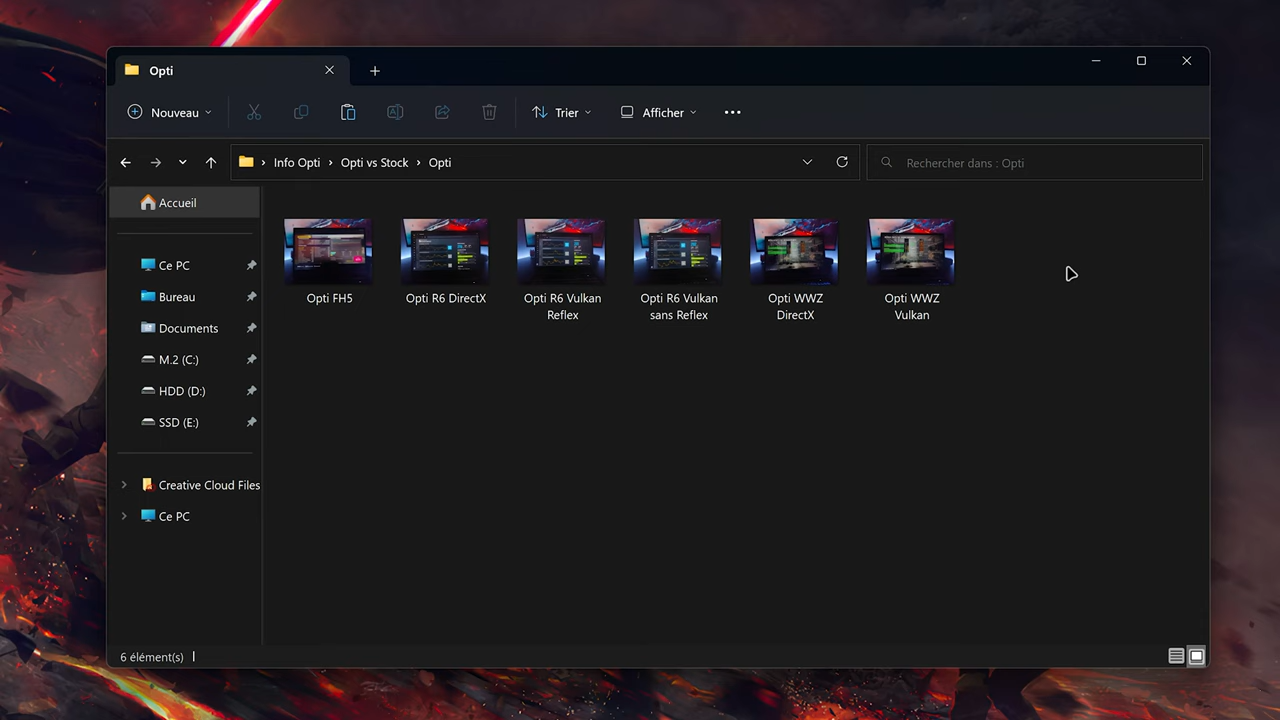 Opti
Nouveau
Trier
Afficher
Info Opti
Opti vs Stock
Opti
Rechercher dans : Opti
Accueil
Ce PC
Bureau
Documents
M.2 (C:)
HDD (D:)
SSD (E:)
Creative Cloud Files
Ce PC
Opti FH5
Opti R6 DirectX
Opti R6 Vulkan
Reflex
Opti R6 Vulkan
sans Reflex
Opti WWZ
DirectX
Opti WWZ
Vulkan
6 élément(s)